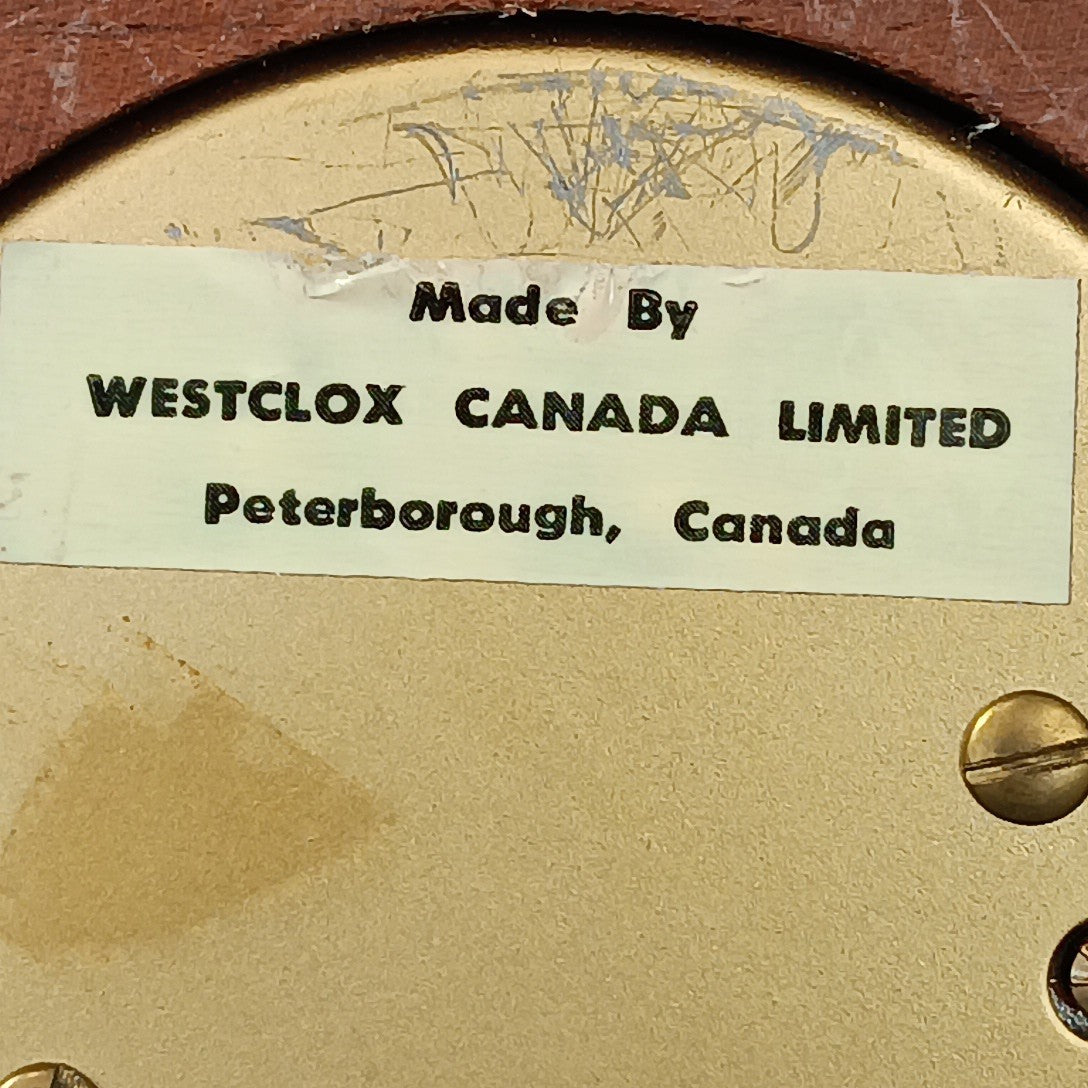 Made By
WESTCLOX CANADA LIMITED
Peterborough, Canada